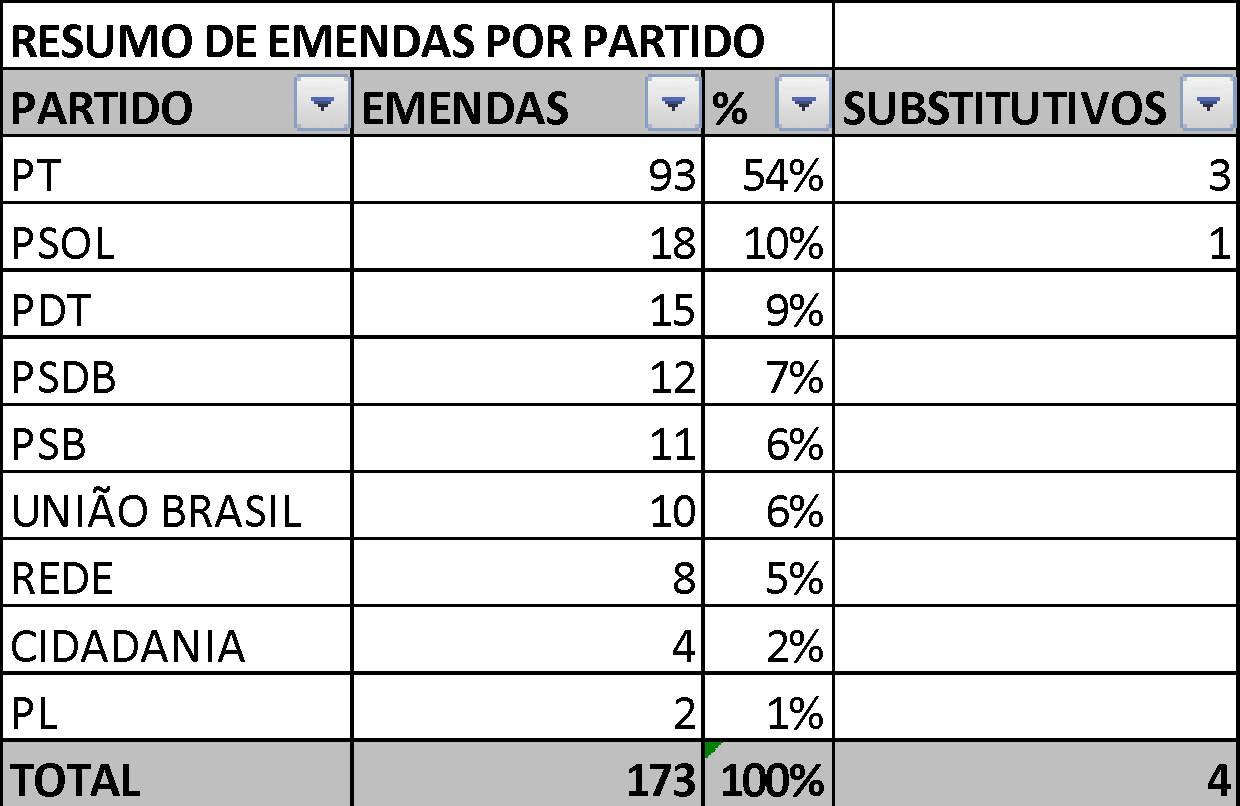 RESUMO DE EMENDAS POR PARTIDO
PARTIDO EMENDAS % SUBSTITUTIVOS
PT 93 54% 3
PSOL 18 10% 1
PDT 15 9%
PSDB 12 7%
PSB 11 6%
UNIÃO BRASIL 10 6%
REDE 8 5%
CIDADANIA 4 2%
PL 2 1%
TOTAL 173 100% 4